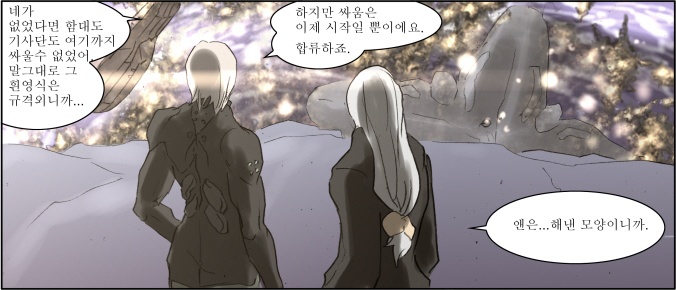 네가
없었다면 함대도
기사단도 여기까지
싸울수 없었어.
말그대로 그
흰영식은
규격외니까...
하지만 싸움은
이제 시작일 뿐이에요.
합류하죠.
앤은...해낸 모양이니까.